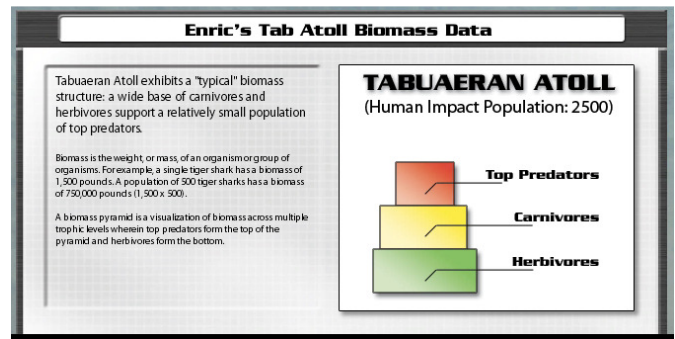 Enric's Tab Atoll Biomass Data
Tabuaeran Atoll exhibits a "typical" biomass
structure: a wide base of carnivores and
herbivores support a relatively small population
of top predators.
Biomass is the weight, or mass, of an organism or group of
organisms. For example, a single tiger shark has a biomass of
1,500 pounds. A population of 500 tiger sharks has a biomass
of 750,000 pounds (1,500 x 500).
A biomass pyramid is a visualization of biomass across multiple
trophic levels wherein top predators form the top of the
pyramid and herbivores form the bottom.
TABUAERAN ATOLL
(Human Impact Population: 2500)
Top Predators
Carnivores
Herbivores